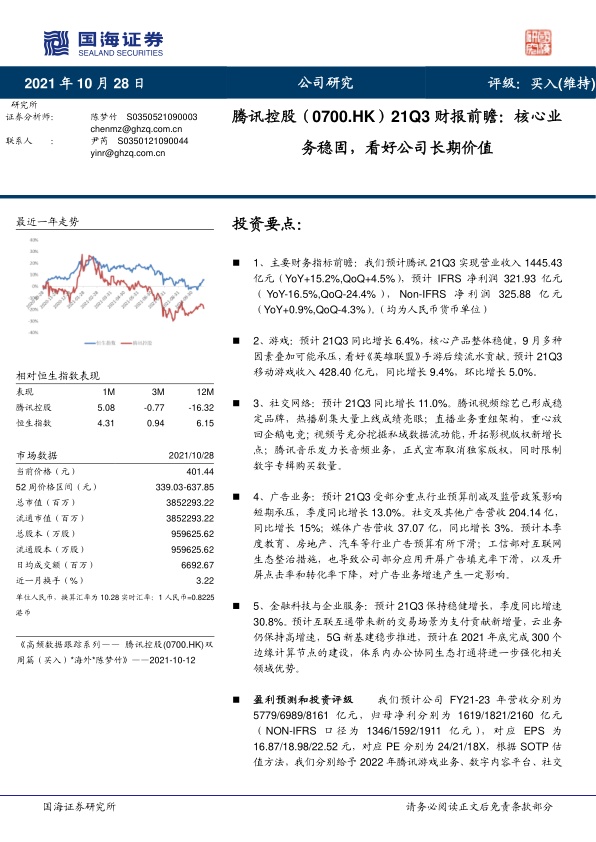 国海证券
SEALAND SECURITIES
2021 年 10 月 28 日
公司研究
评级：买入(维持)
研究所
证券分析师： 陈梦竹 S0350521090003
chenmz@ghzq.com.cn
联系人 ： 尹芮 S0350121090044
yinr@ghzq.com.cn
腾讯控股（0700.HK）21Q3 财报前瞻：核心业
务稳固，看好公司长期价值
最近一年走势
恒生指数 腾讯控股
相对恒生指数表现
表现 1M 3M 12M
腾讯控股 5.08 -0.77 -16.32
恒生指数 4.31 0.94 6.15
市场数据 2021/10/28
当前价格（元） 401.44
52 周价格区间（元） 339.03-637.85
总市值（百万） 3852293.22
流通市值（百万） 3852293.22
总股本（万股） 959625.62
流通股本（万股） 959625.62
日均成交额（百万） 6692.67
近一月换手（%） 3.22
单位人民币，换算汇率为 10.28 实时汇率：1 人民币=0.8225
港币
《高频数据跟踪系列—— 腾讯控股(0700.HK)双
周篇（买入）*海外*陈梦竹》——2021-10-12
投资要点：
■ 1、主要财务指标前瞻：我们预计腾讯 21Q3 实现营业收入 1445.43
亿元（YoY+15.2%,QoQ+4.5%），预计 IFRS 净利润 321.93 亿元
（YoY-16.5%,QoQ-24.4%），Non-IFRS 净利润 325.88 亿元
（YoY+0.9%,QoQ-4.3%）。（均为人民币货币单位）
■ 2、游戏：预计 21Q3 同比增长 6.4%，核心产品整体稳健，9 月多种
因素叠加可能承压，看好《英雄联盟》手游后续流水贡献。预计 21Q3
移动游戏收入 428.40 亿元，同比增长 9.4%，环比增长 5.0%。
■ 3、社交网络：预计 21Q3 同比增长 11.0%。腾讯视频综艺已形成稳
定品牌，热播剧集大量上线成绩亮眼；直播业务重组架构，重心放
回企鹅电竞；视频号充分挖掘私域数据流动能，开拓影视版权新增长
点；腾讯音乐发力长音频业务，正式宣布取消独家版权，同时限制
数字专辑购买数量。
■ 4、广告业务：预计 21Q3 受部分重点行业预算削减及监管政策影响
短期承压，季度同比增长 13.0%。社交及其他广告营收 204.14 亿，
同比增长 15%；媒体广告营收 37.07 亿，同比增长 3%。预计本季
度教育、房地产、汽车等行业广告预算有所下滑；工信部对互联网
生态整治措施，也导致公司部分应用开屏广告填充率下滑，以及开
屏点击率和转化率下降，对广告业务增速产生一定影响。
■ 5、金融科技与企业服务：预计 21Q3 保持稳健增长，季度同比增速
30.8%。预计互联互通带来新的交易场景为支付贡献新增量，云业务
仍保持高增速，5G 新基建稳步推进，预计在 2021 年底完成 300 个
边缘计算节点的建设，体系内办公协同生态打通将进一步强化相关
领域优势。
■ 盈利预测和投资评级 我们预计公司 FY21-23 年营收分别为
5779/6989/8161 亿元，归母净利分别为 1619/1821/2160 亿元
（NON-IFRS 口径为 1346/1592/1911 亿元），对应 EPS 为
16.87/18.98/22.52 元，对应 PE 分别为 24/21/18X，根据 SOTP 估
值方法，我们分别给予 2022 年腾讯游戏业务、数字内容平台、社交
国海证券研究所
请务必阅读正文后免责条款部分